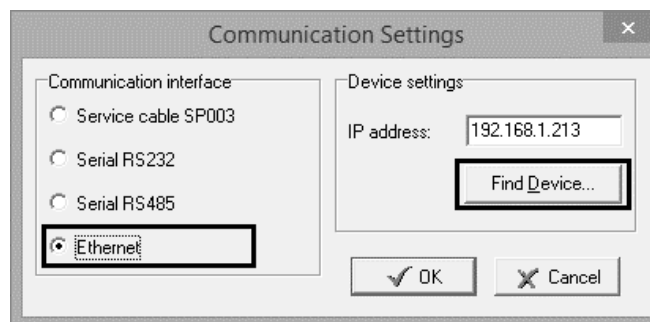 Communication Settings
Communication interface
Service cable SP003
Serial RS232
Serial RS485
Ethernet
Device settings
IP address: 192.168.1.213
Find Device...
OK
Cancel